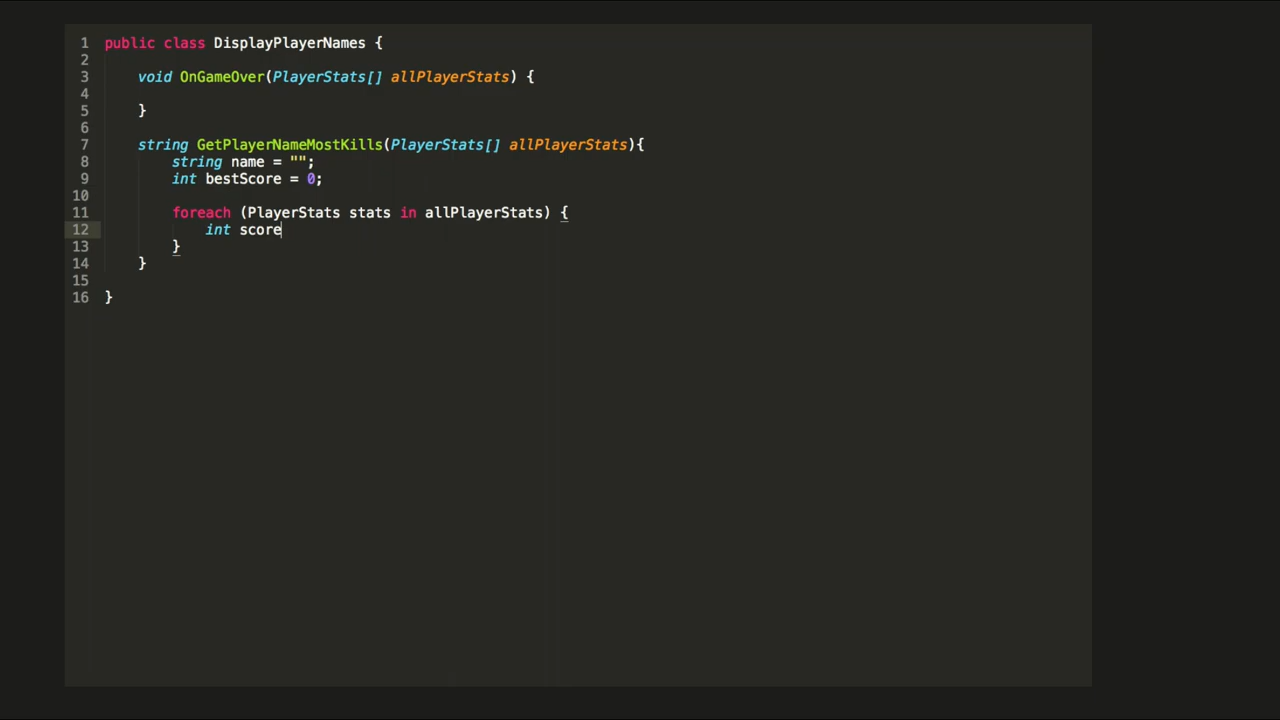 1 public class DisplayPlayerNames {
2
3 void OnGameOver(PlayerStats[] allPlayerStats) {
4
5 }
6
7 string GetPlayerNameMostKills(PlayerStats[] allPlayerStats){
8 string name = "";
9 int bestScore = 0;
10
11 foreach (PlayerStats stats in allPlayerStats) {
12 int score
13 }
14 }
15
16 }